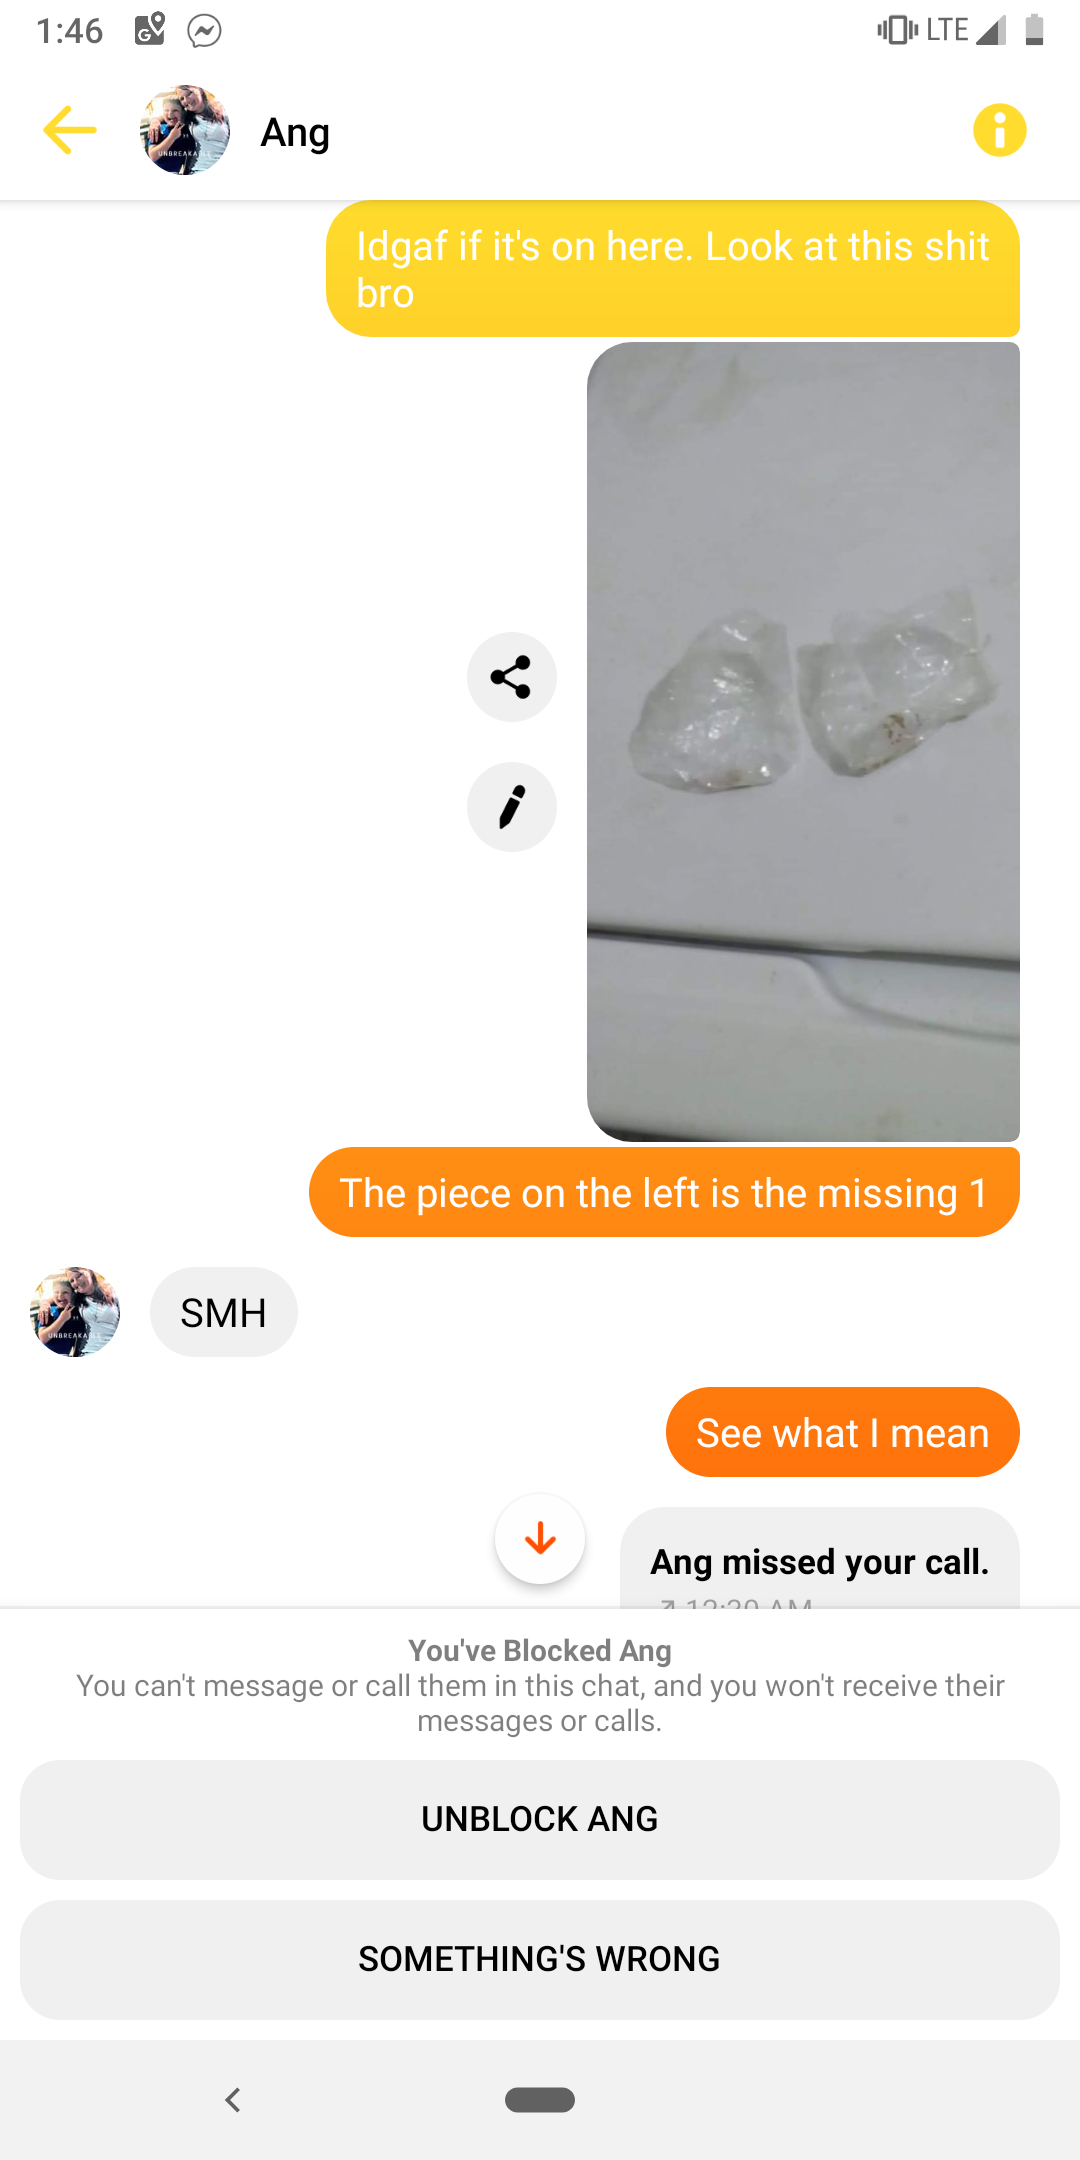 1:46
LTE
Ang
Idgaf if it's on here. Look at this shit
bro
The piece on the left is the missing 1
SMH
See what I mean
Ang missed your call.
You've Blocked Ang
You can't message or call them in this chat, and you won't receive their
messages or calls.
UNBLOCK ANG
SOMETHING'S WRONG